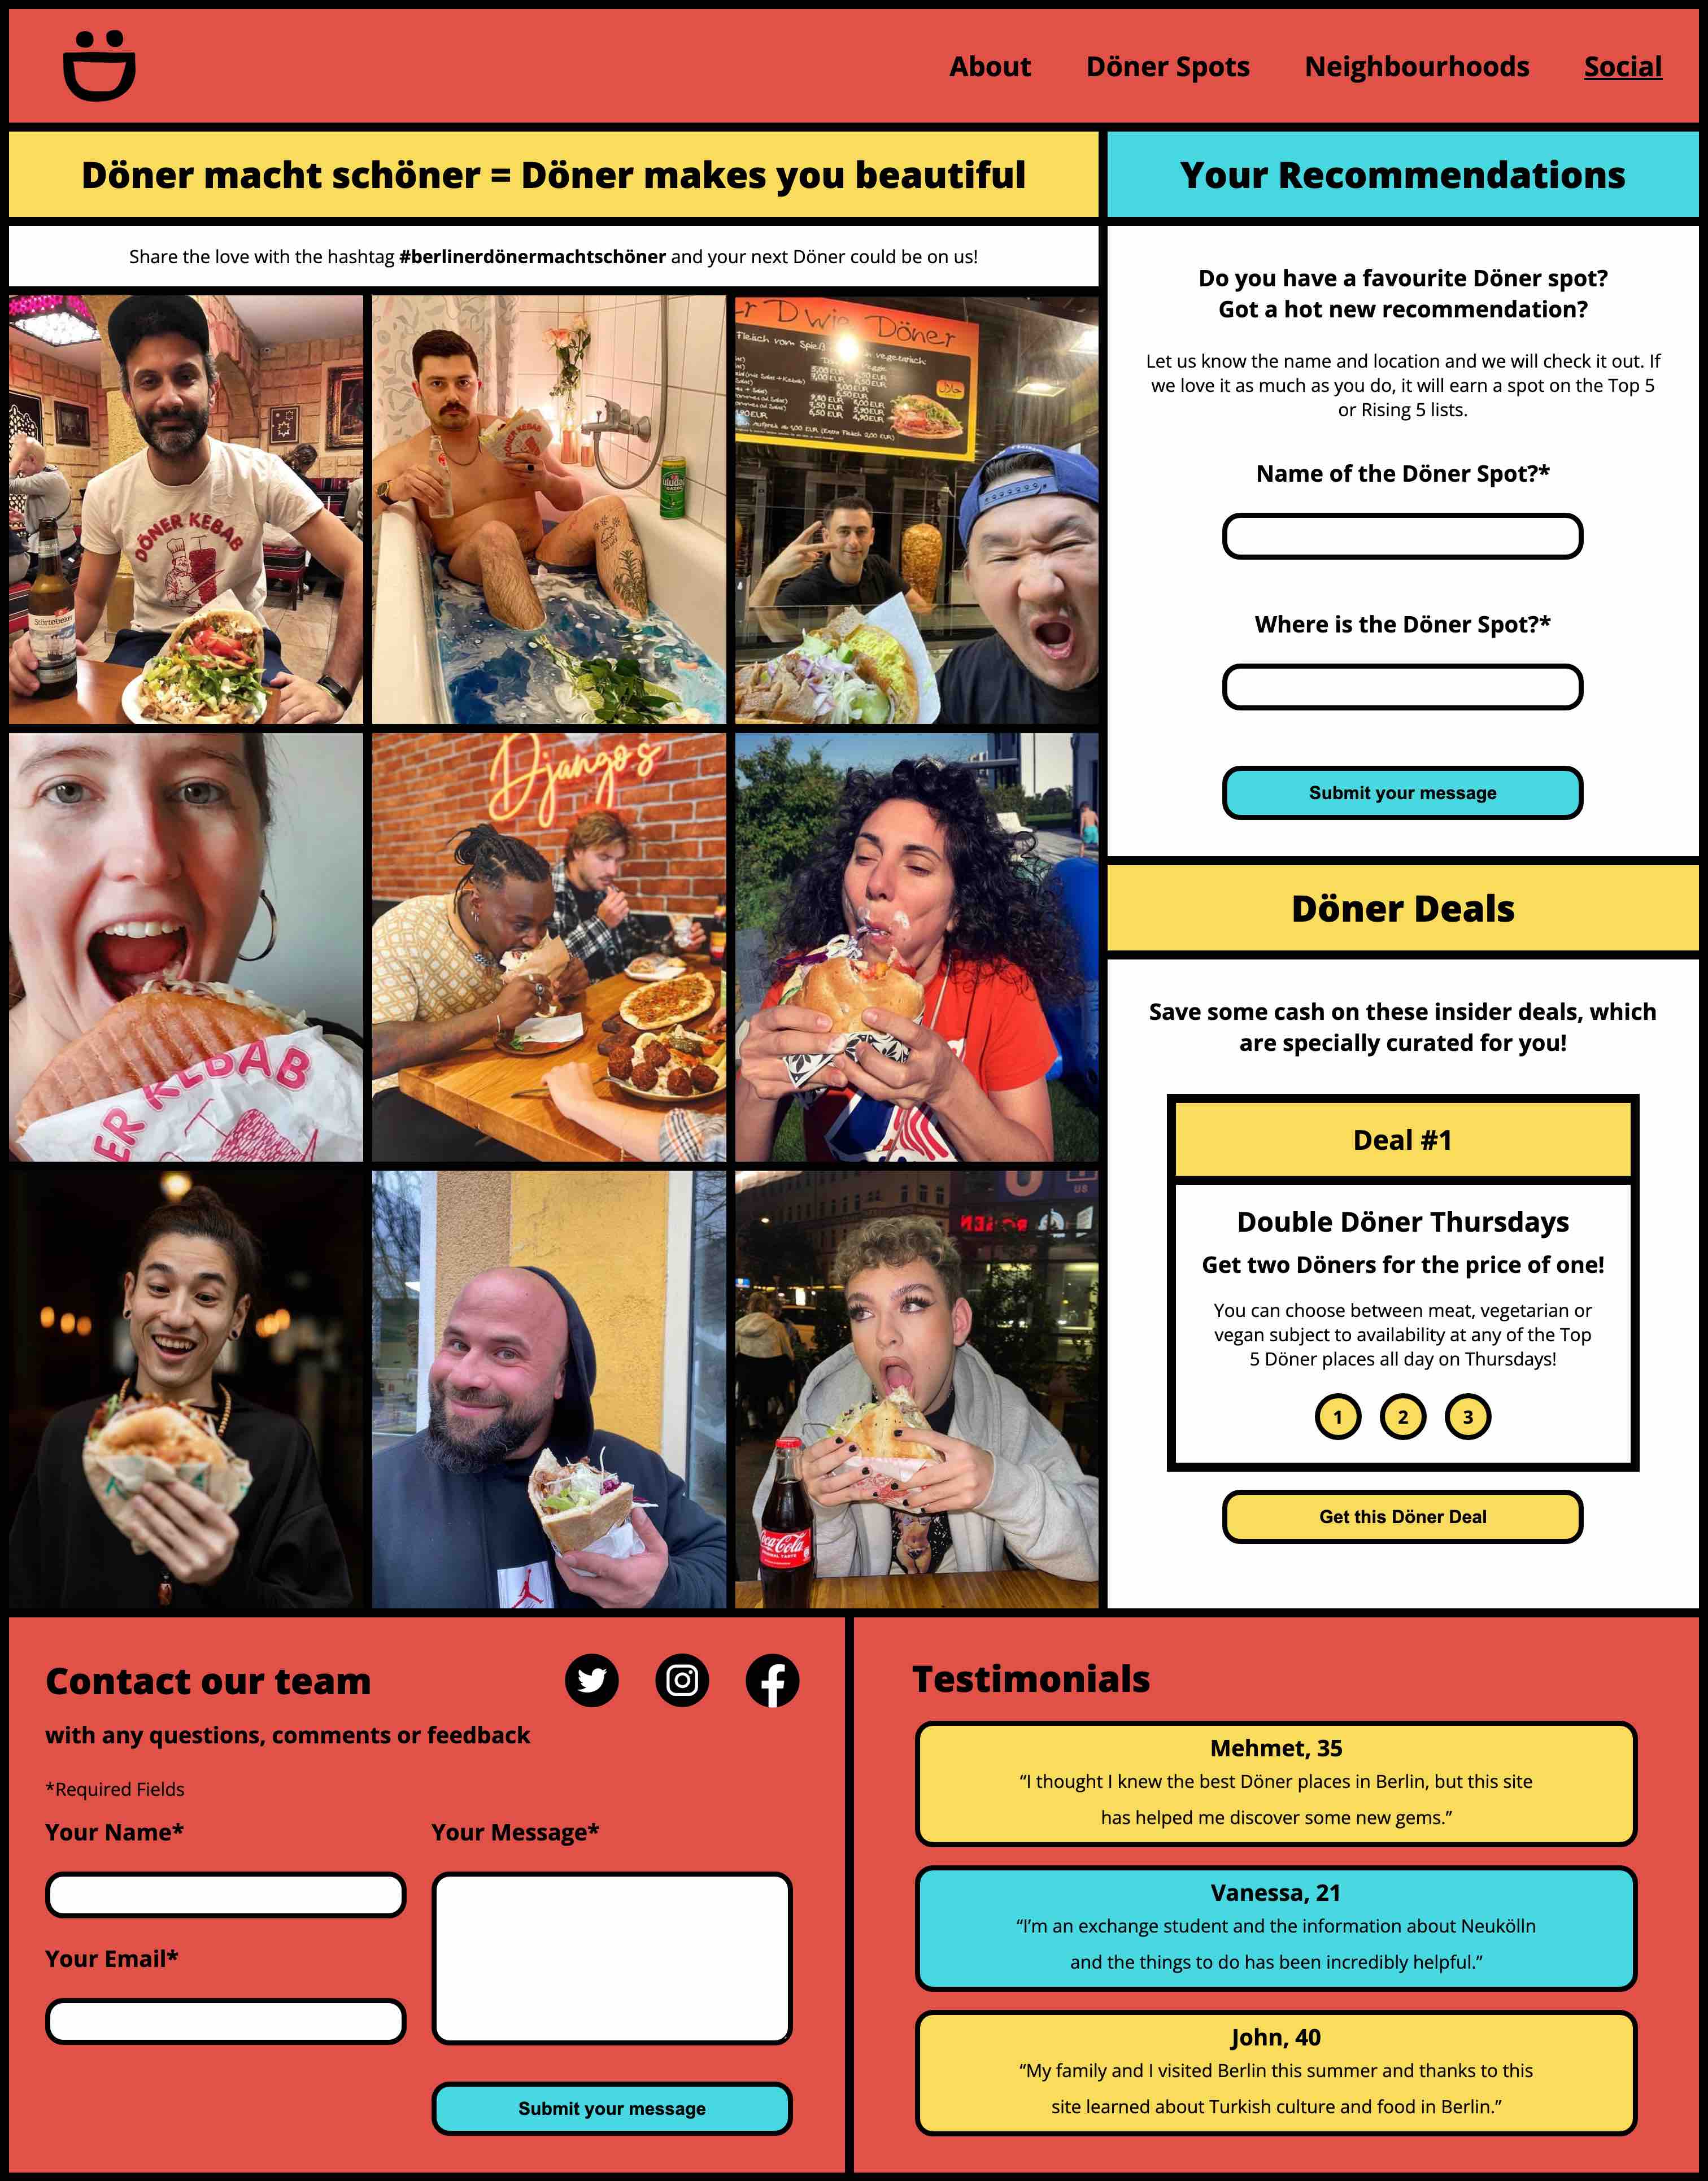 About
Döner Spots
Neighbourhoods
Social
Döner macht schöner = Döner makes you beautiful
Share the love with the hashtag #berlinerdönermachtschöner and your next Döner could be on us!
DÖNER KEBAB
Störtebeker
DÖNER KEBAB
uludağ
er D wie Döner
Fleisch vom Spieß
vegetarisch
ER KEBAB
Django's
US
Coca-Cola
ORIGINAL TASTE
Your Recommendations
Do you have a favourite Döner spot?
Got a hot new recommendation?
Let us know the name and location and we will check it out. If
we love it as much as you do, it will earn a spot on the Top 5
or Rising 5 lists.
Name of the Döner Spot?*
Where is the Döner Spot?*
Submit your message
Döner Deals
Save some cash on these insider deals, which
are specially curated for you!
Deal #1
Double Döner Thursdays
Get two Döners for the price of one!
You can choose between meat, vegetarian or
vegan subject to availability at any of the Top
5 Döner places all day on Thursdays!
1 2 3
Get this Döner Deal
Contact our team
with any questions, comments or feedback
*Required Fields
Your Name*
Your Email*
Your Message*
Submit your message
Testimonials
Mehmet, 35
“I thought I knew the best Döner places in Berlin, but this site
has helped me discover some new gems.”
Vanessa, 21
“I’m an exchange student and the information about Neukölln
and the things to do has been incredibly helpful.”
John, 40
“My family and I visited Berlin this summer and thanks to this
site learned about Turkish culture and food in Berlin.”